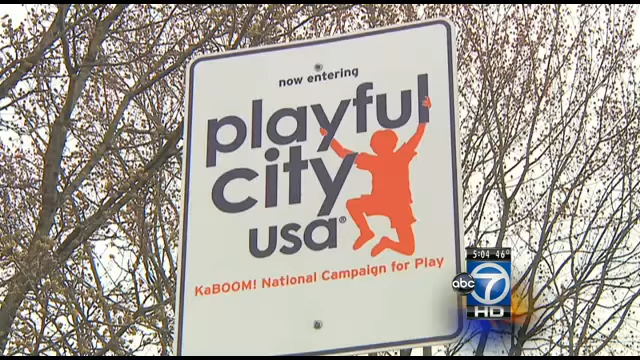 now entering
playful
city
usa®
KaBOOM! National Campaign for Play
5:04 46°
abc 7
HD